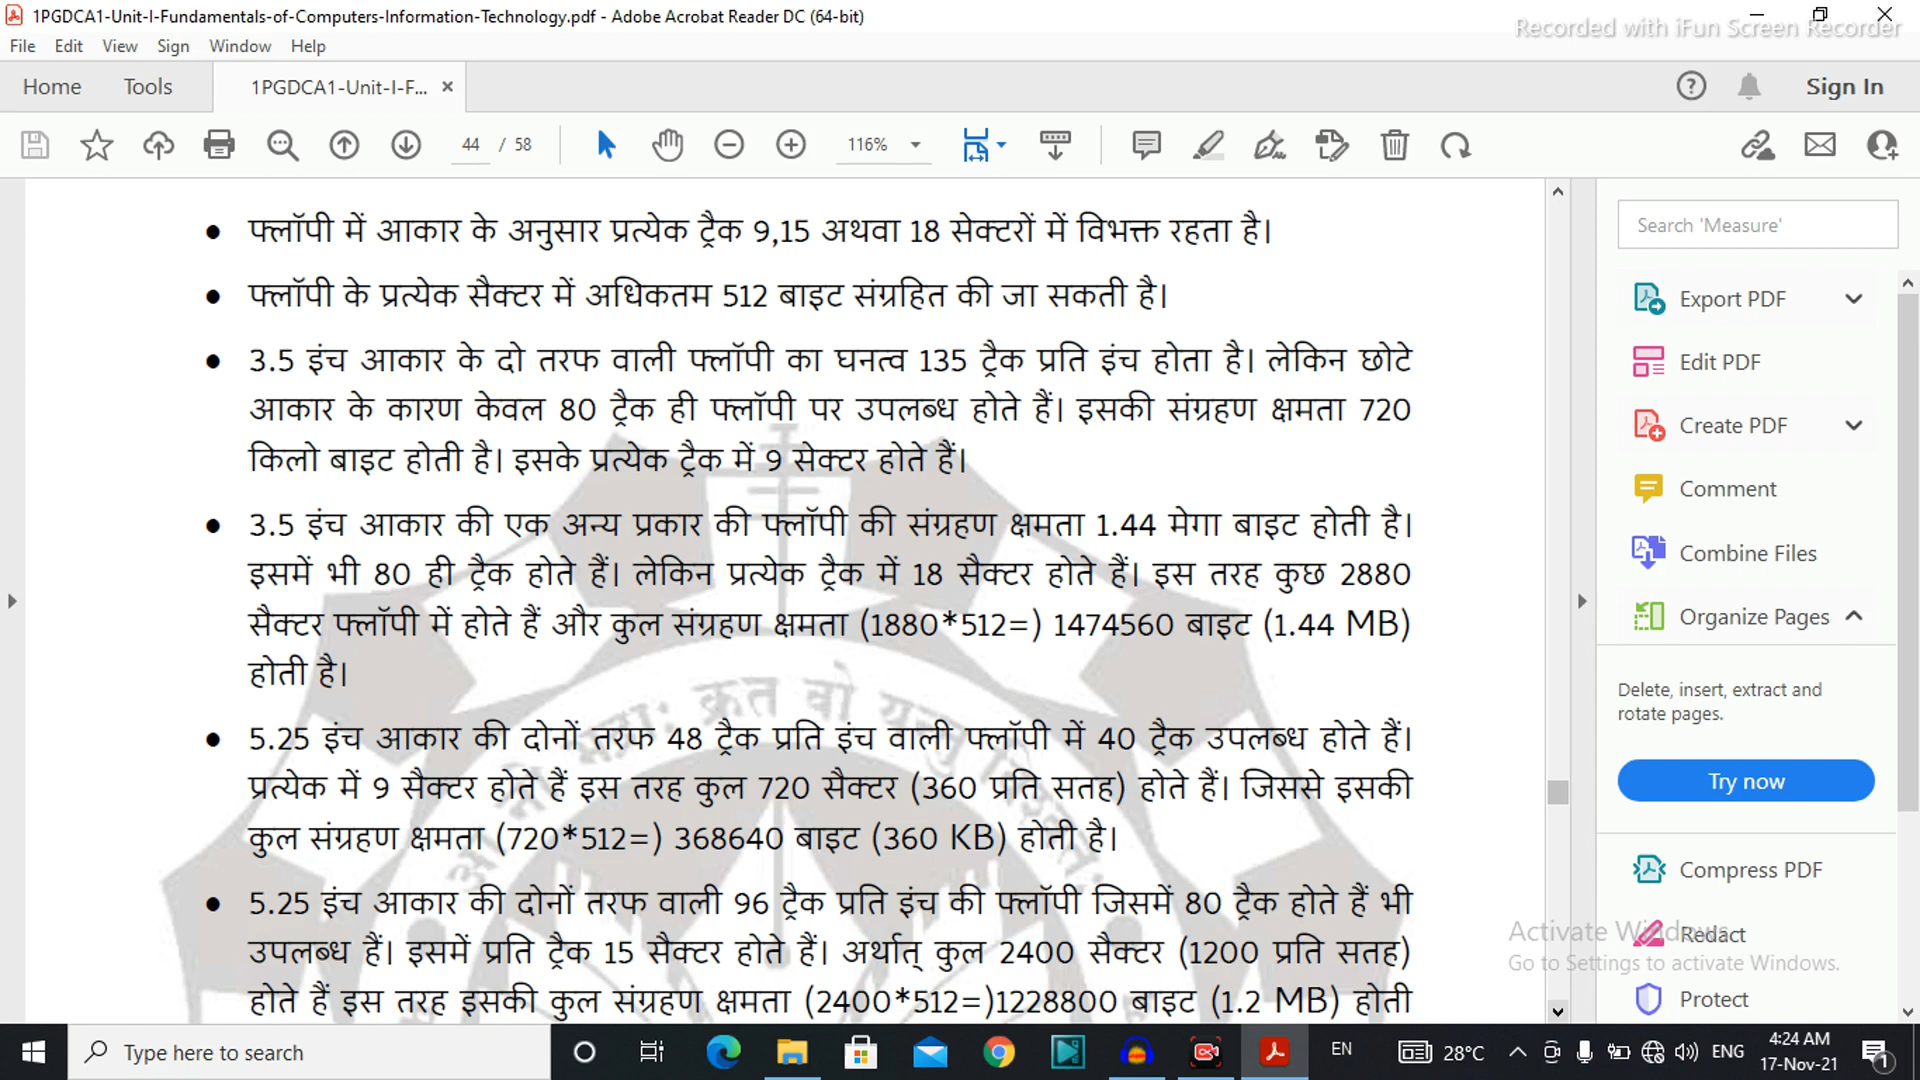 1PGDCA1-Unit-I-Fundamentals-of-Computers-Information-Technology.pdf - Adobe Acrobat Reader DC (64-bit)
Recorded with iFun Screen Recorder
File Edit View Sign Window Help
Home Tools 1PGDCA1-Unit-I-F... × Sign In
44 / 58 116%
• फ्लॉपी में आकार के अनुसार प्रत्येक ट्रैक 9,15 अथवा 18 सेक्टरों में विभक्त रहता है।
• फ्लॉपी के प्रत्येक सैक्टर में अधिकतम 512 बाइट संग्रहित की जा सकती है।
• 3.5 इंच आकार के दो तरफ वाली फ्लॉपी का घनत्व 135 ट्रैक प्रति इंच होता है। लेकिन छोटे
आकार के कारण केवल 80 ट्रैक ही फ्लॉपी पर उपलब्ध होते हैं। इसकी संग्रहण क्षमता 720
किलो बाइट होती है। इसके प्रत्येक ट्रैक में 9 सेक्टर होते हैं।
• 3.5 इंच आकार की एक अन्य प्रकार की फ्लॉपी की संग्रहण क्षमता 1.44 मेगा बाइट होती है।
इसमें भी 80 ही ट्रैक होते हैं। लेकिन प्रत्येक ट्रैक में 18 सैक्टर होते हैं। इस तरह कुछ 2880
सैक्टर फ्लॉपी में होते हैं और कुल संग्रहण क्षमता (1880*512=) 1474560 बाइट (1.44 MB)
होती है।
• 5.25 इंच आकार की दोनों तरफ 48 ट्रैक प्रति इंच वाली फ्लॉपी में 40 ट्रैक उपलब्ध होते हैं।
प्रत्येक में 9 सैक्टर होते हैं इस तरह कुल 720 सैक्टर (360 प्रति सतह) होते हैं। जिससे इसकी
कुल संग्रहण क्षमता (720*512=) 368640 बाइट (360 KB) होती है।
• 5.25 इंच आकार की दोनों तरफ वाली 96 ट्रैक प्रति इंच की फ्लॉपी जिसमें 80 ट्रैक होते हैं भी
उपलब्ध हैं। इसमें प्रति ट्रैक 15 सैक्टर होते हैं। अर्थात् कुल 2400 सैक्टर (1200 प्रति सतह)
होते हैं इस तरह इसकी कुल संग्रहण क्षमता (2400*512=)1228800 बाइट (1.2 MB) होती
Search 'Measure'
Export PDF
Edit PDF
Create PDF
Comment
Combine Files
Organize Pages
Delete, insert, extract and
rotate pages.
Try now
Compress PDF
Redact
Protect
Activate Windows
Go to Settings to activate Windows.
Type here to search
EN 28°C ENG
4:24 AM
17-Nov-21
1